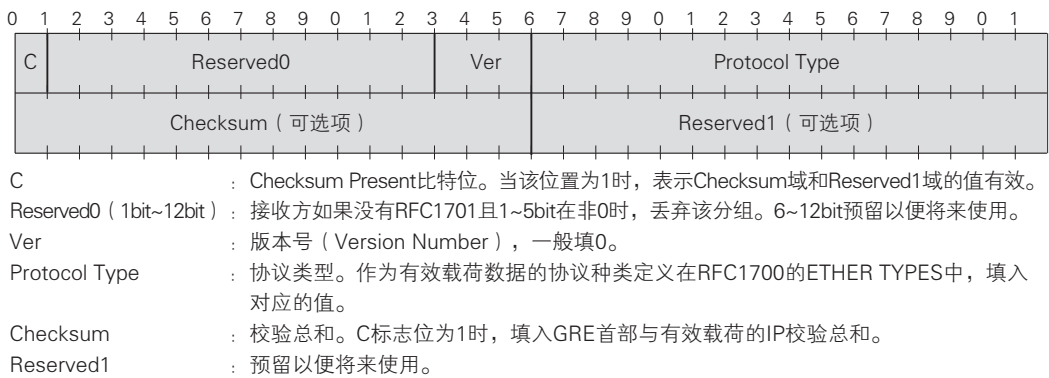 0 1 2 3 4 5 6 7 8 9 0 1 2 3 4 5 6 7 8 9 0 1 2 3 4 5 6 7 8 9 0 1
C Reserved0 Ver Protocol Type
Checksum（可选项） Reserved1（可选项）
C : Checksum Present比特位。当该位置为1时，表示Checksum域和Reserved1域的值有效。
Reserved0（1bit~12bit）: 接收方如果没有RFC1701且1~5bit在非0时，丢弃该分组。6~12bit预留以便将来使用。
Ver : 版本号（Version Number），一般填0。
Protocol Type : 协议类型。作为有效载荷数据的协议种类定义在RFC1700的ETHER TYPES中，填入
对应的值。
Checksum : 校验总和。C标志位为1时，填入GRE首部与有效载荷的IP校验总和。
Reserved1 : 预留以便将来使用。